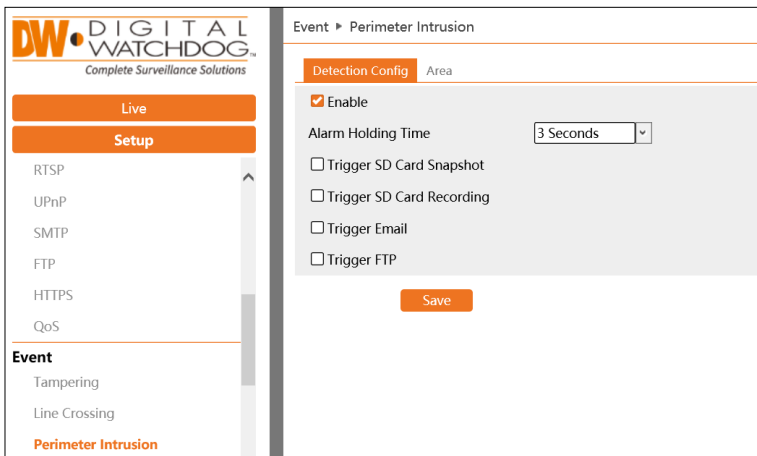 DW DIGITAL
WATCHDOG™
Complete Surveillance Solutions
Live
Setup
RTSP
UPnP
SMTP
FTP
HTTPS
QoS
Event
Tampering
Line Crossing
Perimeter Intrusion
Event ▸ Perimeter Intrusion
Detection Config Area
Enable
Alarm Holding Time 3 Seconds
Trigger SD Card Snapshot
Trigger SD Card Recording
Trigger Email
Trigger FTP
Save